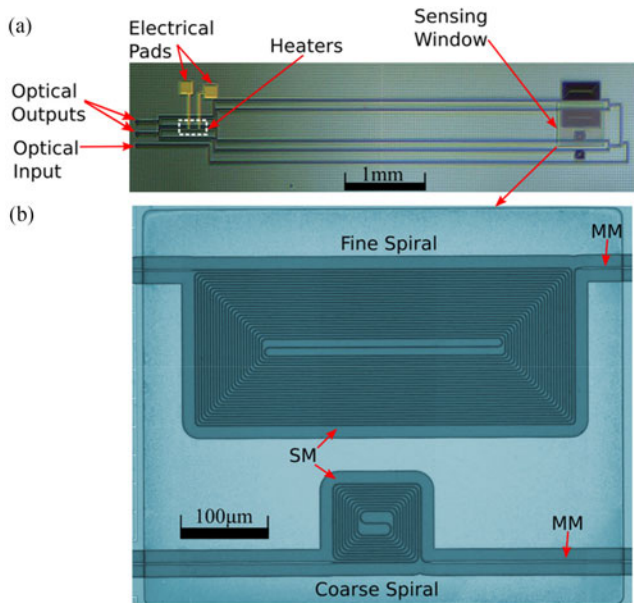 (a)
Electrical
Pads
Heaters
Sensing
Window
Optical
Outputs
Optical
Input
1mm
(b)
Fine Spiral
MM
SM
100μm
MM
Coarse Spiral